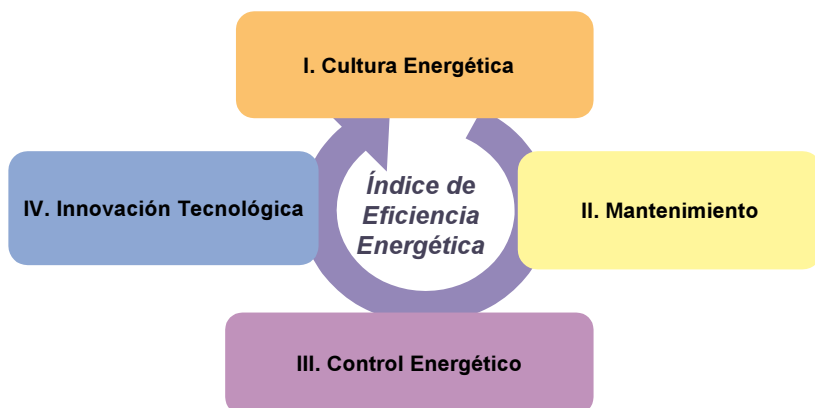 I. Cultura Energética
IV. Innovación Tecnológica
Índice de
Eficiencia
Energética
II. Mantenimiento
III. Control Energético